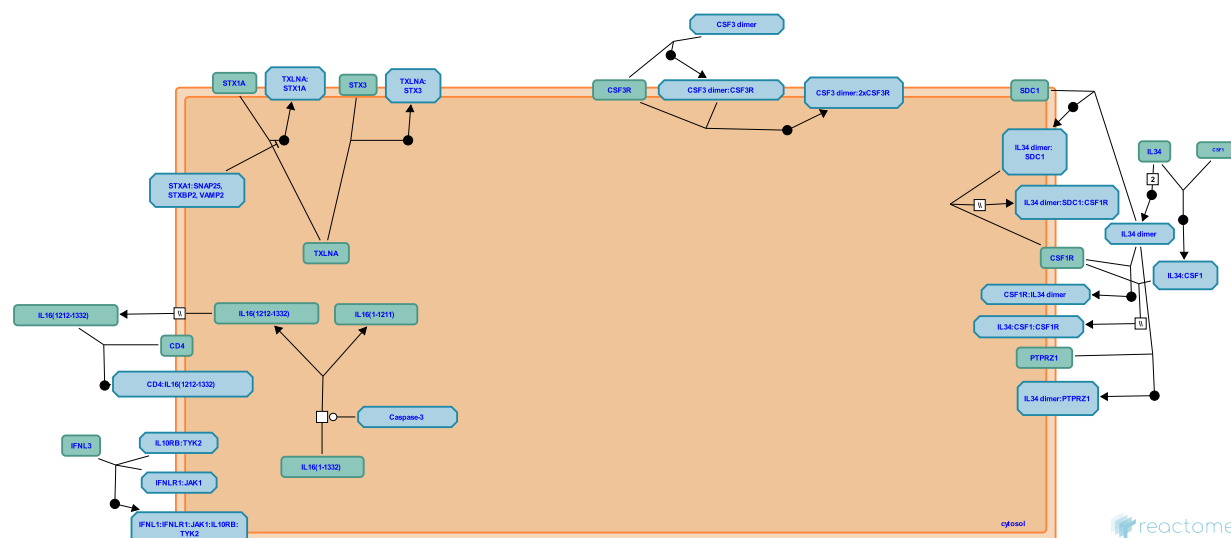 CSF3 dimer
STX1A
TXLNA:
STX1A
STX3
TXLNA:
STX3
CSF3R
CSF3 dimer:CSF3R
CSF3 dimer:2xCSF3R
SDC1
IL34 dimer:
SDC1
IL34
CSF1
2
STXA1:SNAP25,
STXBP2, VAMP2
\\
IL34 dimer:SDC1:CSF1R
IL34 dimer
TXLNA
CSF1R
IL34:CSF1
CSF1R:IL34 dimer
IL16(1212-1332)
\\
IL16(1212-1332)
IL16(1-1211)
IL34:CSF1:CSF1R
\\
CD4
PTPRZ1
CD4:IL16(1212-1332)
IL34 dimer:PTPRZ1
Caspase-3
IFNL3
IL10RB:TYK2
IL16(1-1332)
IFNLR1:JAK1
IFNL1:IFNLR1:JAK1:IL10RB:
TYK2
cytosol
reactome